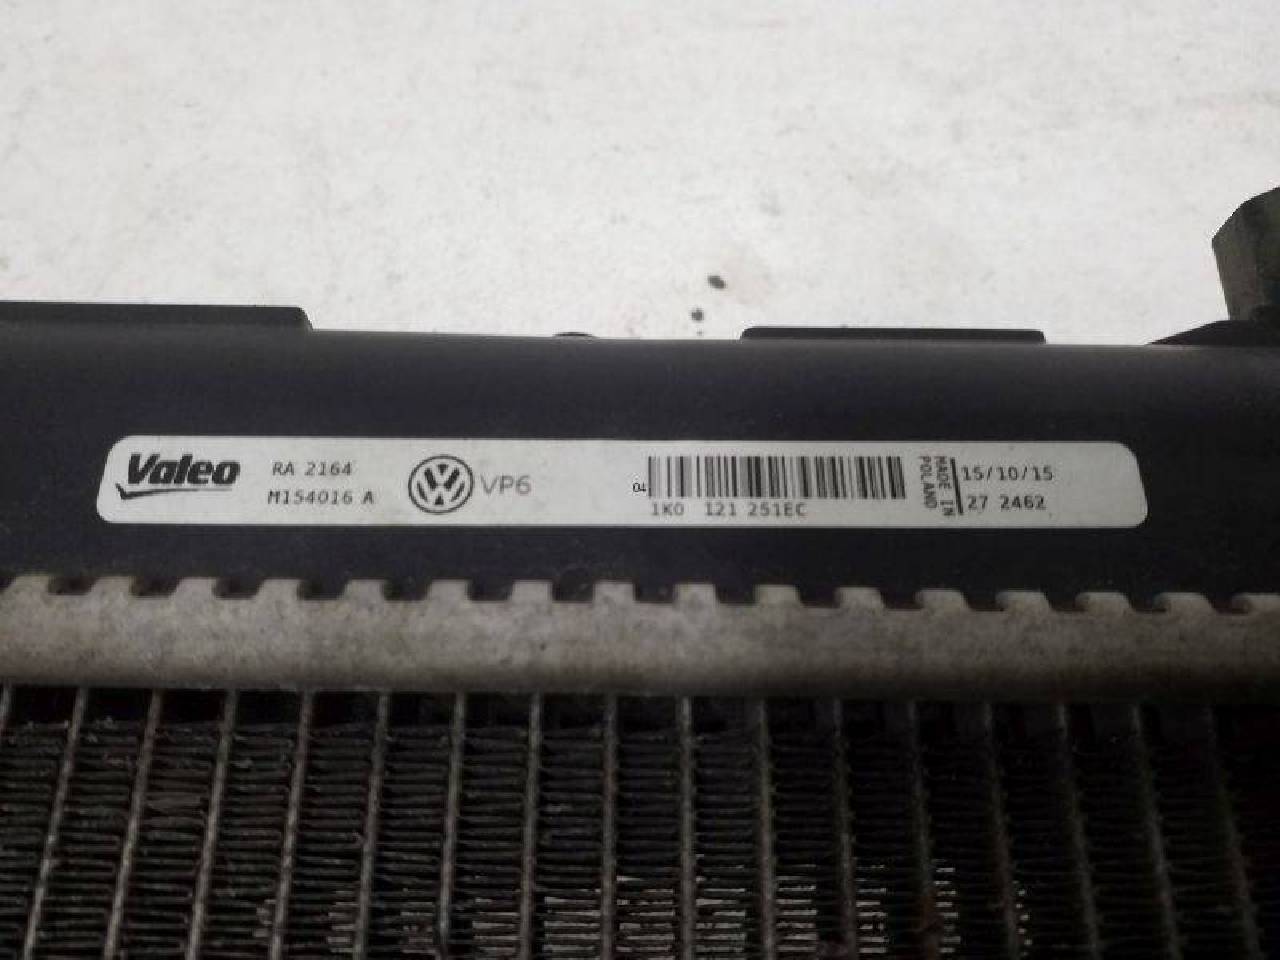 Valeo
RA 2164
M154016 A
VP6
04
1K0 121 251EC
MADE IN
POLAND
15/10/15
27 2462